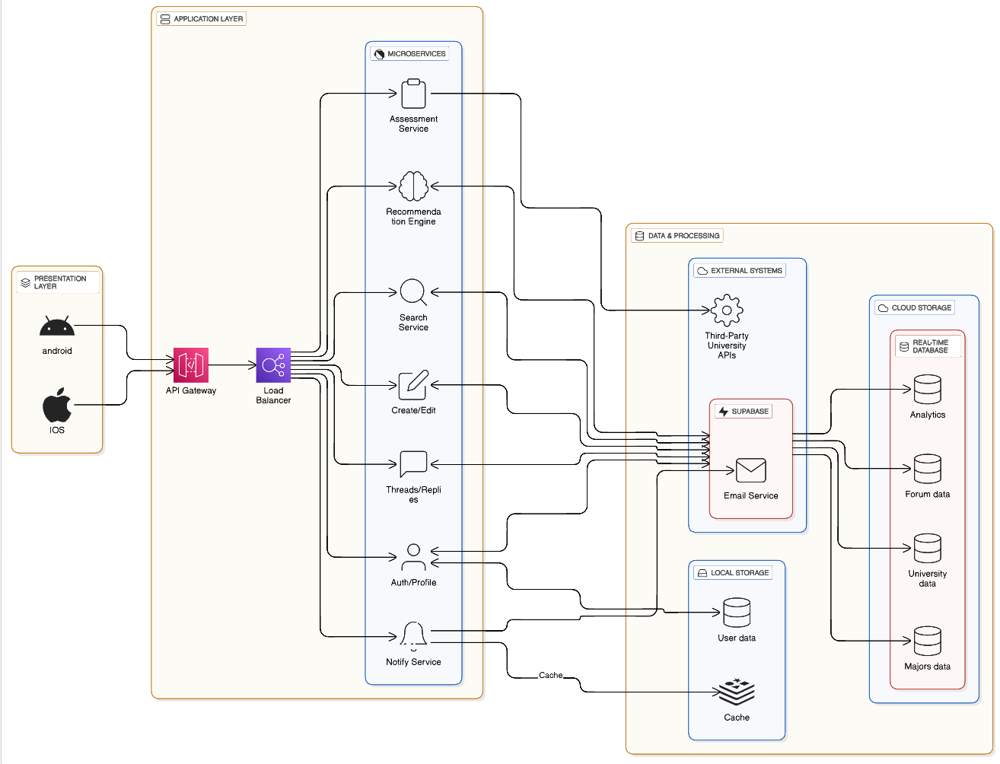 APPLICATION LAYER
MICROSERVICES
Assessment
Service
Recommenda
tion Engine
Search
Service
Create/Edit
Threads/Repli
es
Auth/Profile
Notify Service
PRESENTATION
LAYER
android
IOS
API Gateway
Load
Balancer
Cache
DATA & PROCESSING
EXTERNAL SYSTEMS
Third-Party
University
APIs
SUPABASE
Email Service
LOCAL STORAGE
User data
Cache
CLOUD STORAGE
REAL-TIME
DATABASE
Analytics
Forum data
University
data
Majors data